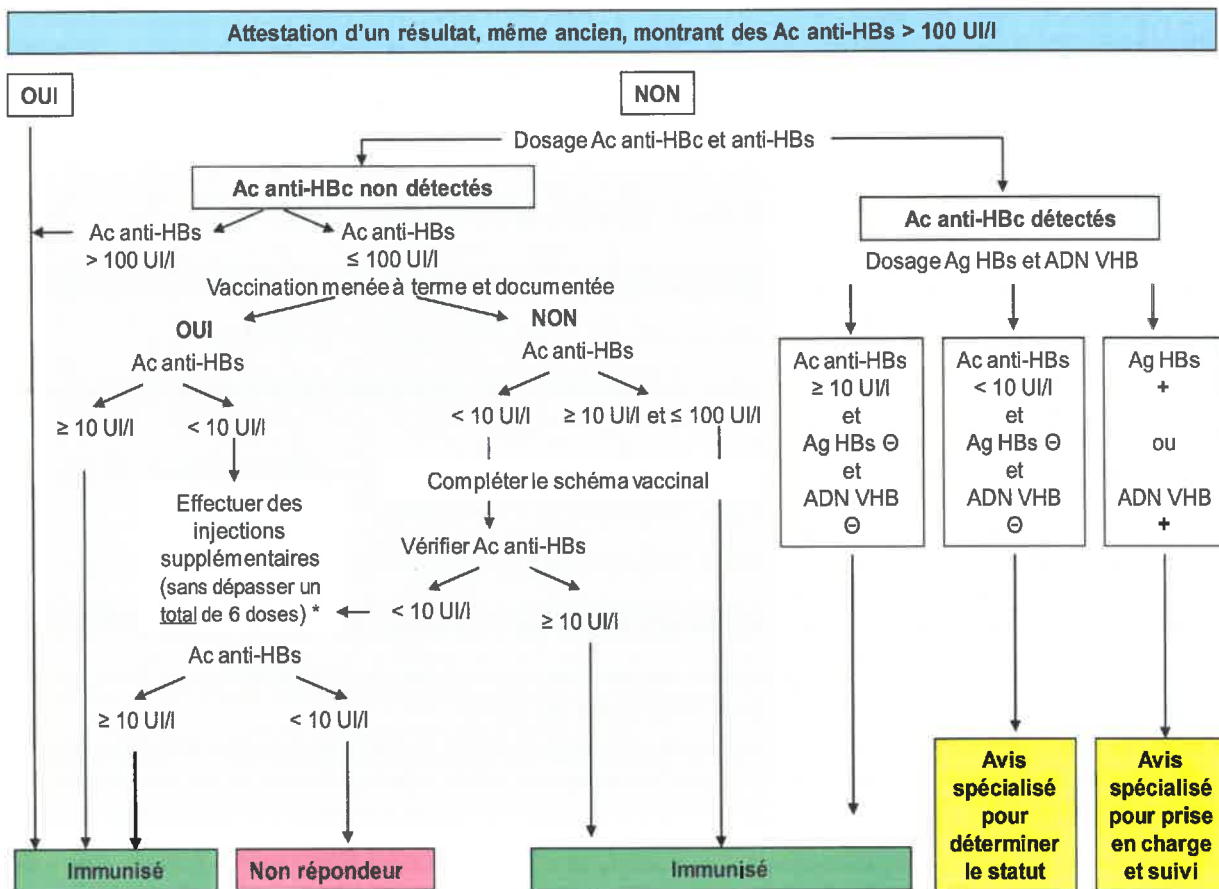 Attestation d'un résultat, même ancien, montrant des Ac anti-HBs > 100 UI/l
OUI
NON
Dosage Ac anti-HBc et anti-HBs
Ac anti-HBc non détectés
Ac anti-HBs
> 100 UI/l
Ac anti-HBs
≤ 100 UI/l
Vaccination menée à terme et documentée
OUI
Ac anti-HBs
≥ 10 UI/l
< 10 UI/l
Effectuer des
injections
supplémentaires
(sans dépasser un
total de 6 doses) *
Ac anti-HBs
≥ 10 UI/l
< 10 UI/l
NON
Ac anti-HBs
< 10 UI/l
≥ 10 UI/l et ≤ 100 UI/l
Compléter le schéma vaccinal
Vérifier Ac anti-HBs
< 10 UI/l
≥ 10 UI/l
Ac anti-HBc détectés
Dosage Ag HBs et ADN VHB
Ac anti-HBs
≥ 10 UI/l
et
Ag HBs Θ
et
ADN VHB
Θ
Ac anti-HBs
< 10 UI/l
et
Ag HBs Θ
et
ADN VHB
Θ
Ag HBs
+
ou
ADN VHB
+
Immunisé
Non répondeur
Immunisé
Avis
spécialisé
pour
déterminer
le statut
Avis
spécialisé
pour prise
en charge
et suivi